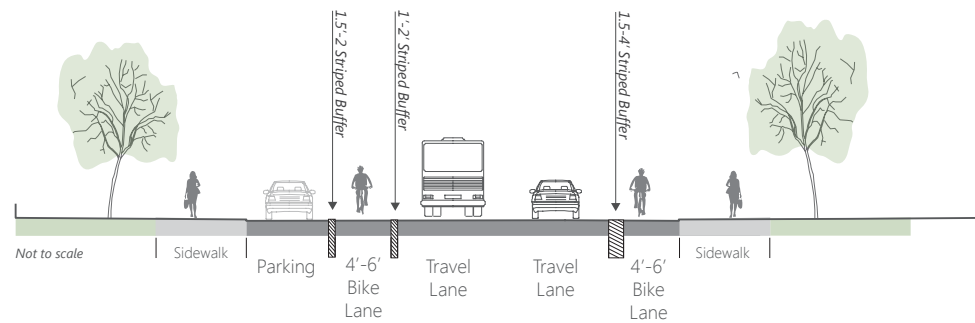 1.5'-2 Striped Buffer
1'-2' Striped Buffer
1.5-4' Striped Buffer
Not to scale
Sidewalk
Parking
4'-6'
Bike
Lane
Travel
Lane
Travel
Lane
4'-6'
Bike
Lane
Sidewalk